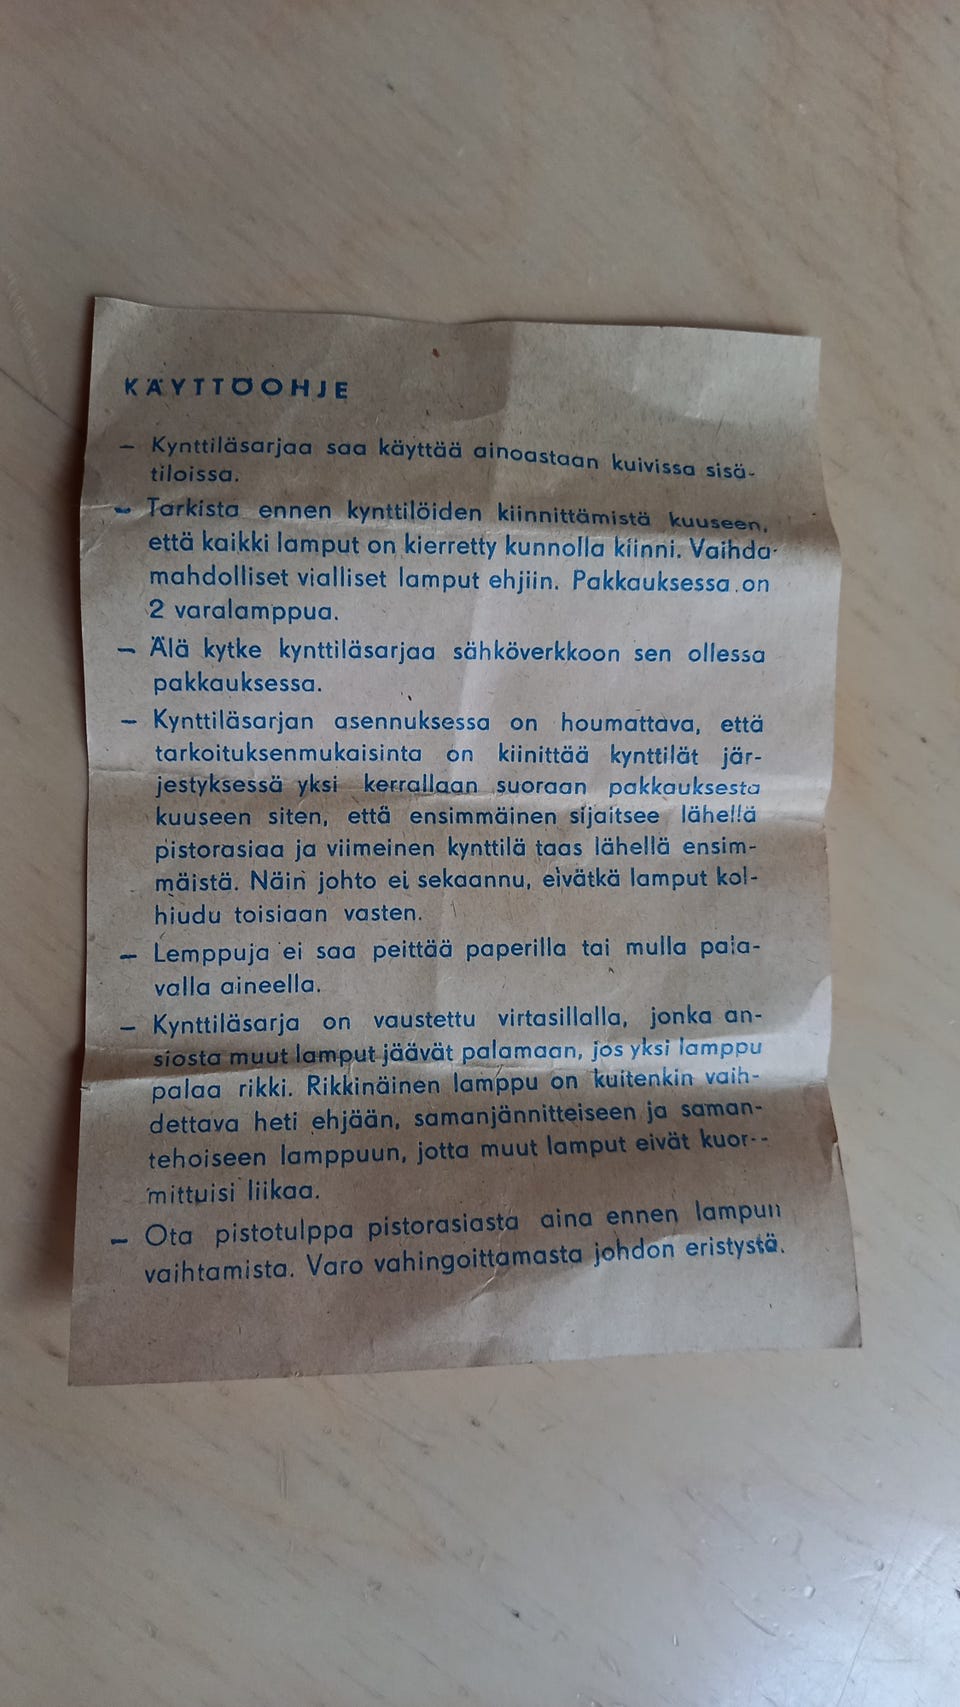 KÄYTTÖOHJE
— Kynttiläsarjaa saa käyttää ainoastaan kuivissa sisä-
tiloissa.
— Tarkista ennen kynttilöiden kiinnittämistä kuuseen,
että kaikki lamput on kierretty kunnolla kiinni. Vaihda
mahdolliset vialliset lamput ehjiin. Pakkauksessa on
2 varalamppua.
— Älä kytke kynttiläsarjaa sähköverkkoon sen ollessa
pakkauksessa.
— Kynttiläsarjan asennuksessa on houmattava, että
tarkoituksenmukaisinta on kiinittää kynttilät jär-
jestyksessä yksi kerrallaan suoraan pakkauksesta
kuuseen siten, että ensimmäinen sijaitsee lähellä
pistorasiaa ja viimeinen kynttilä taas lähellä ensim-
mäistä. Näin johto ei sekaannu, eivätkä lamput kol-
hiudu toisiaan vasten.
— Lemppuja ei saa peittää paperilla tai mulla pala-
valla aineella.
— Kynttiläsarja on vaustettu virtasillalla, jonka an-
siosta muut lamput jäävät palamaan, jos yksi lamppu
palaa rikki. Rikkinäinen lamppu on kuitenkin vaih-
dettava heti ehjään, samanjännitteiseen ja saman-
tehoiseen lamppuun, jotta muut lamput eivät kuor--
mittuisi liikaa.
— Ota pistotulppa pistorasiasta aina ennen lampun
vaihtamista. Varo vahingoittamasta johdon eristystä.